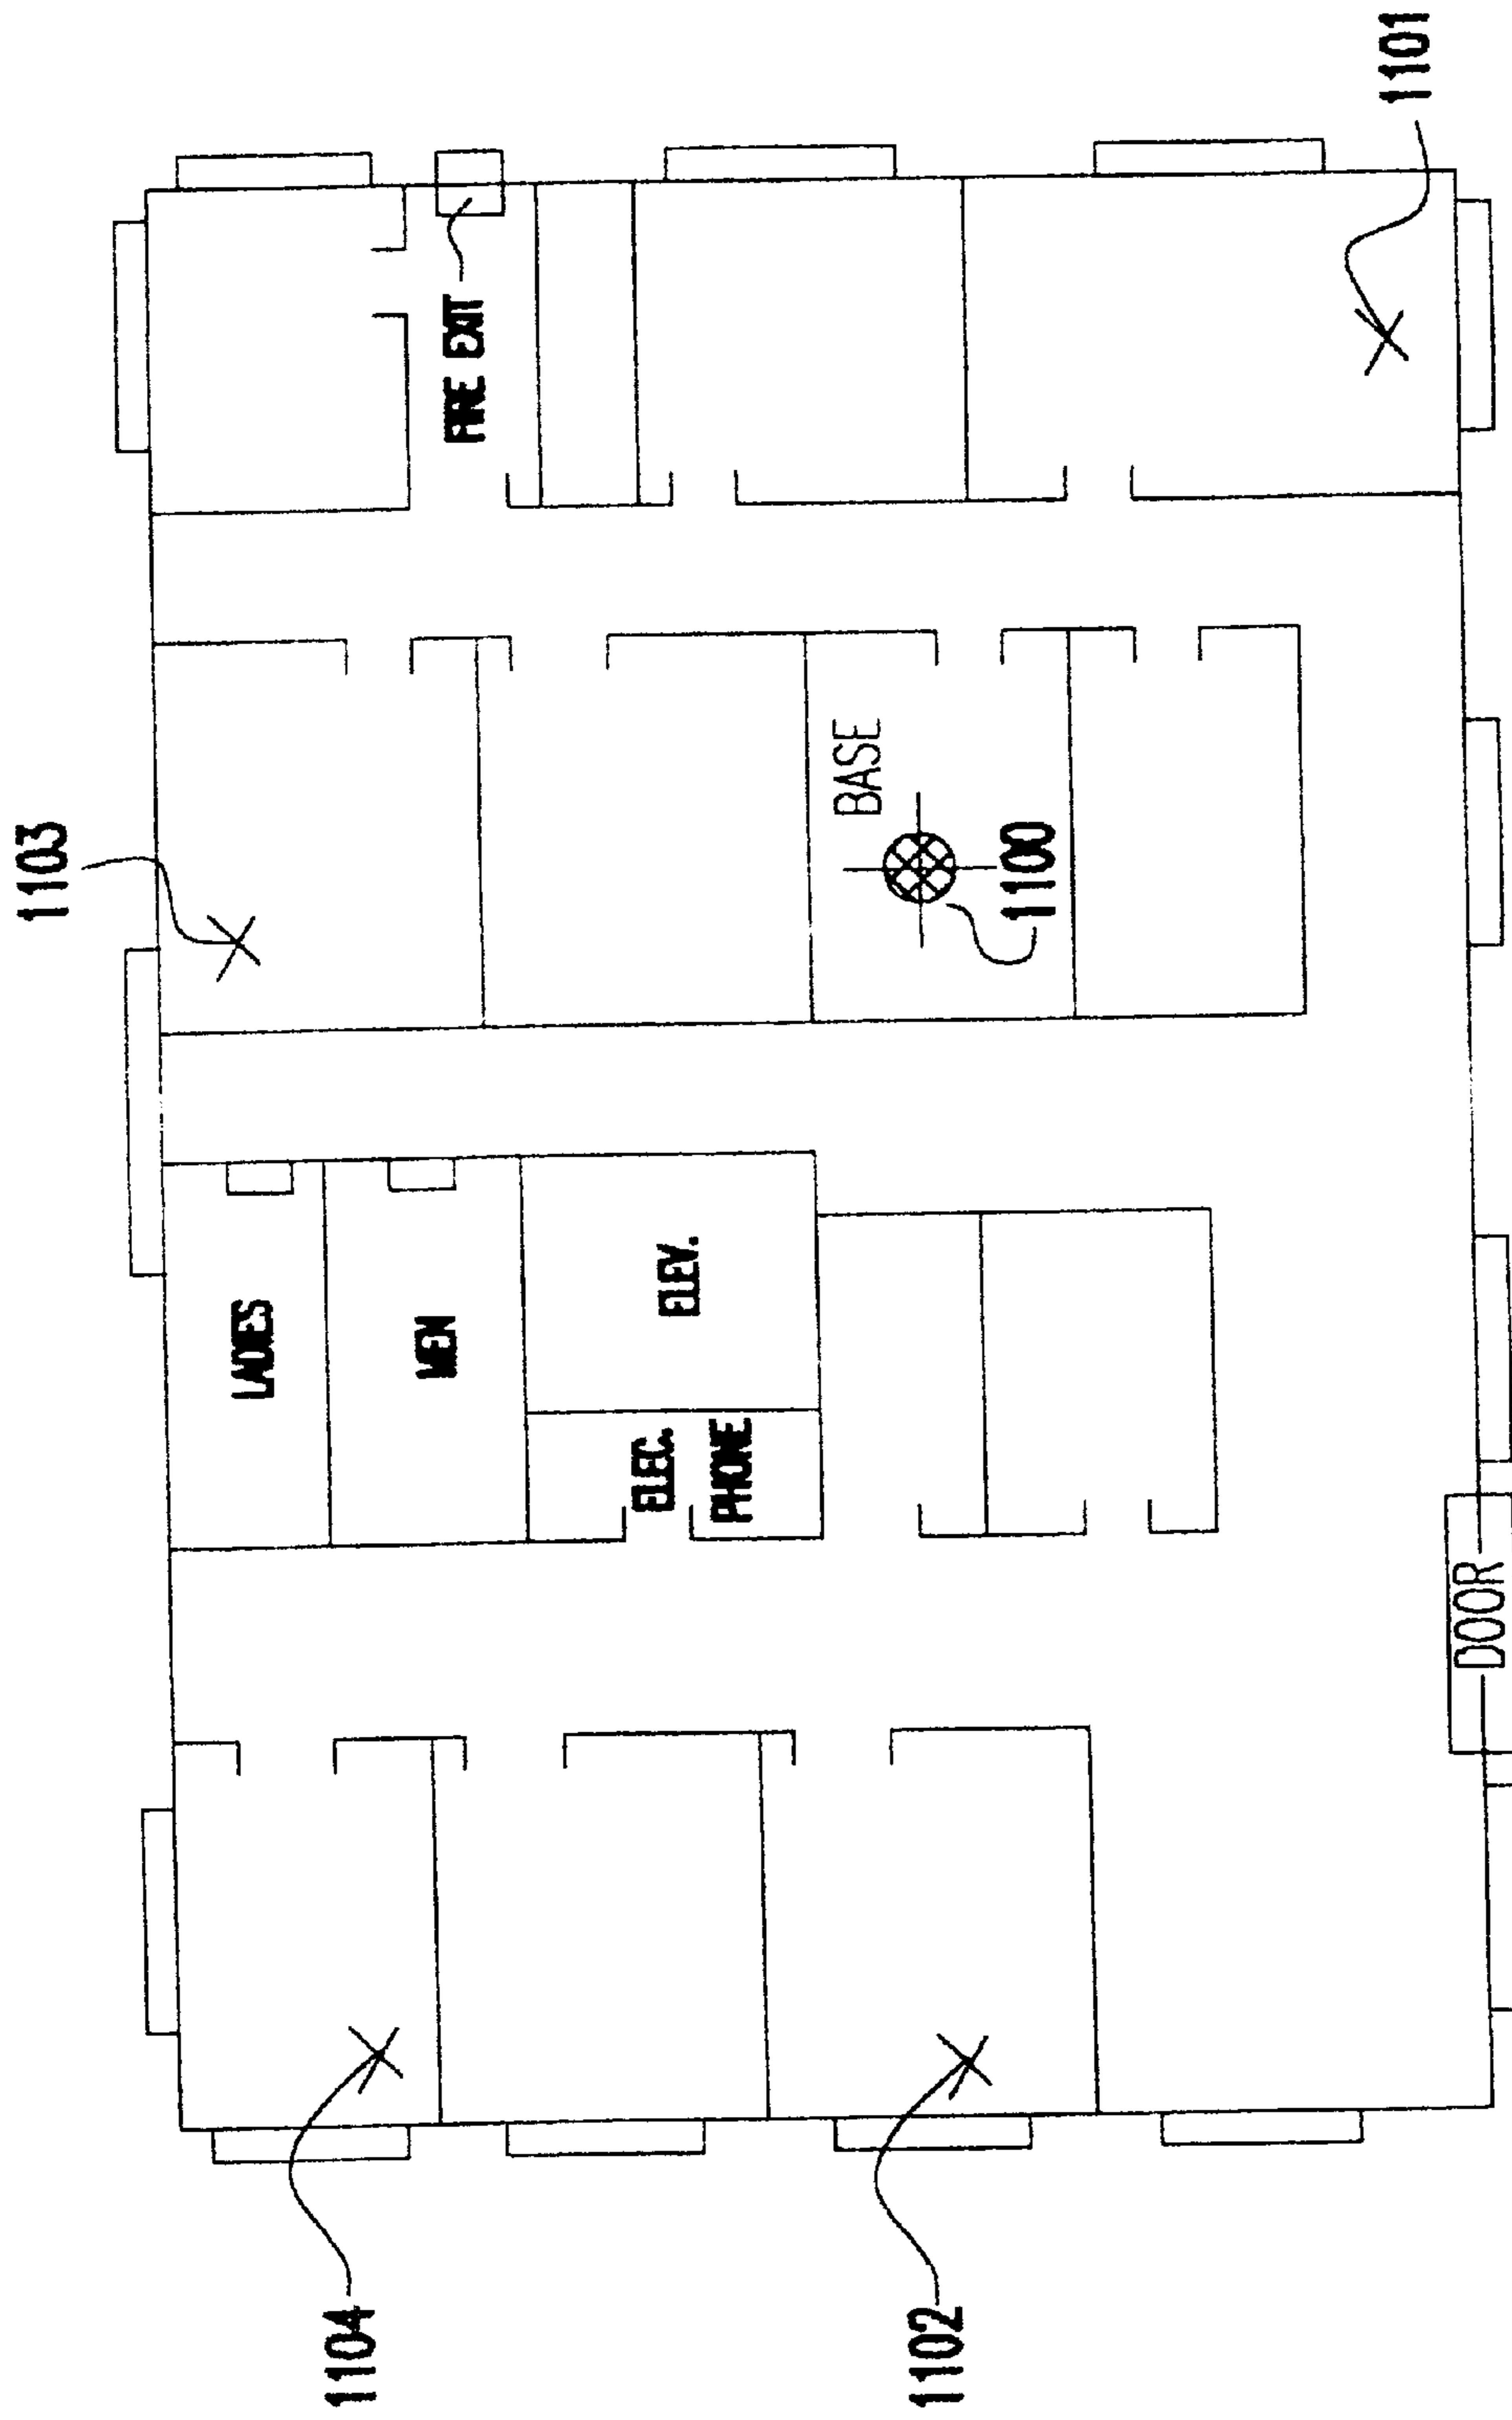 1104
1102
DOOR
LADIES
MEN
ELEC.
PHONE
ELEV.
1103
BASE
1100
FIRE EXIT
1101